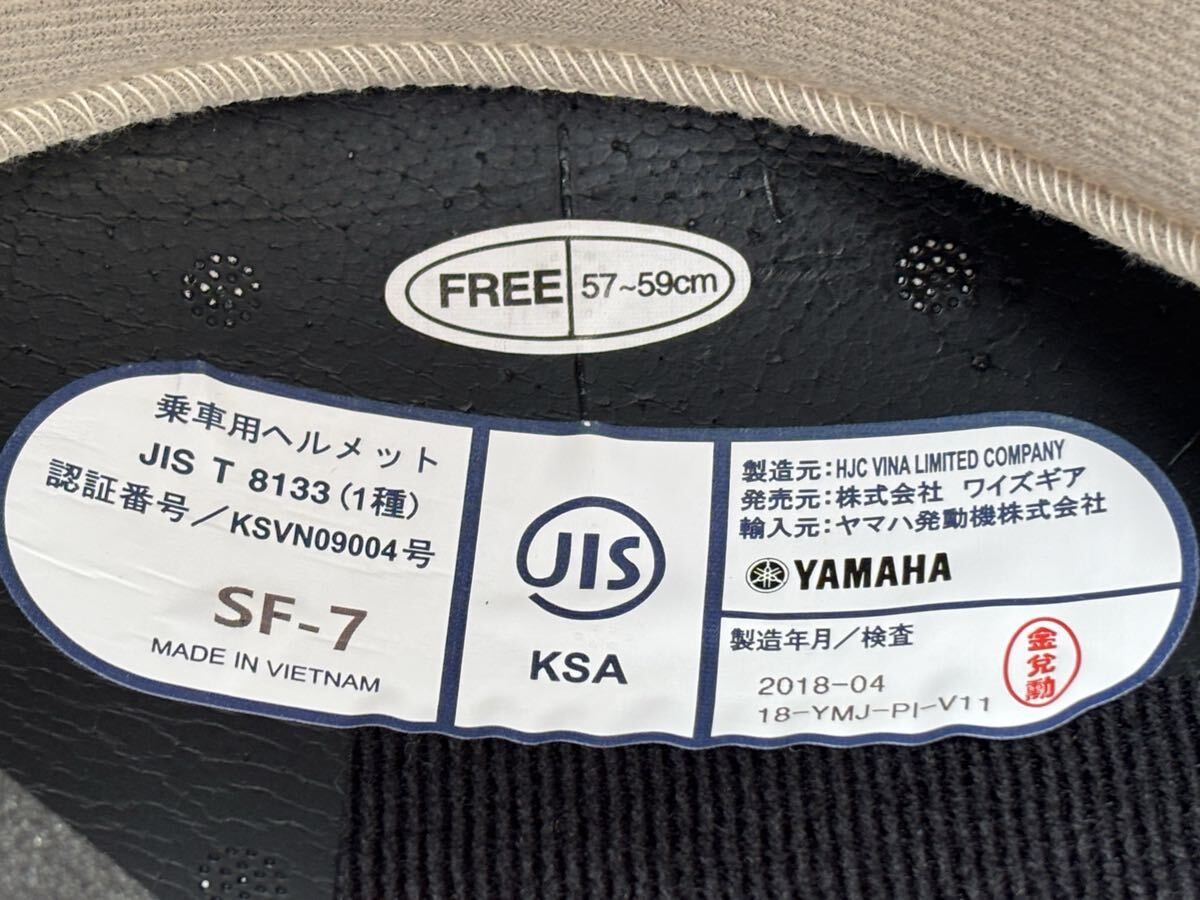 FREE 57~59cm
乗車用ヘルメット
JIS T 8133(1種)
認証番号/KSVN09004号
SF-7
MADE IN VIETNAM
JIS
KSA
製造元:HJC VINA LIMITED COMPANY
発売元:株式会社 ワイズギア
輸入元:ヤマハ発動機株式会社
YAMAHA
製造年月/検査
2018-04
18-YMJ-PI-V11
金兌勳